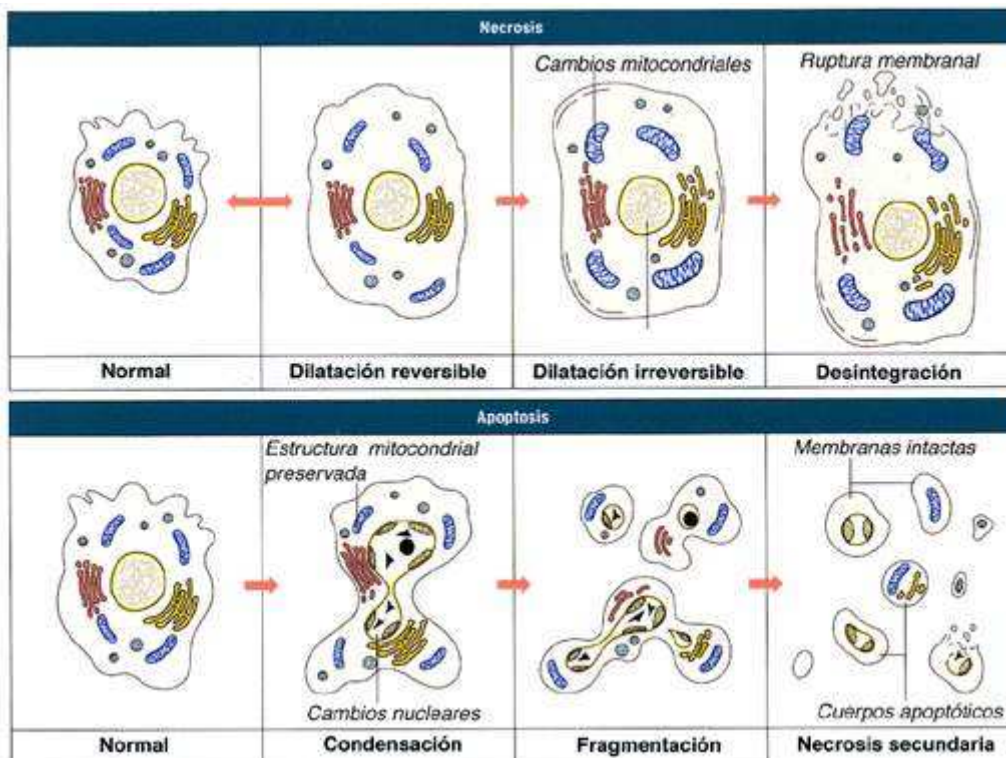 Necrosis
Cambios mitocondriales
Ruptura membranal
Normal
Dilatación reversible
Dilatación irreversible
Desintegración
Apoptosis
Estructura mitocondrial
preservada
Membranas intactas
Cambios nucleares
Cuerpos apoptóticos
Normal
Condensación
Fragmentación
Necrosis secundaria